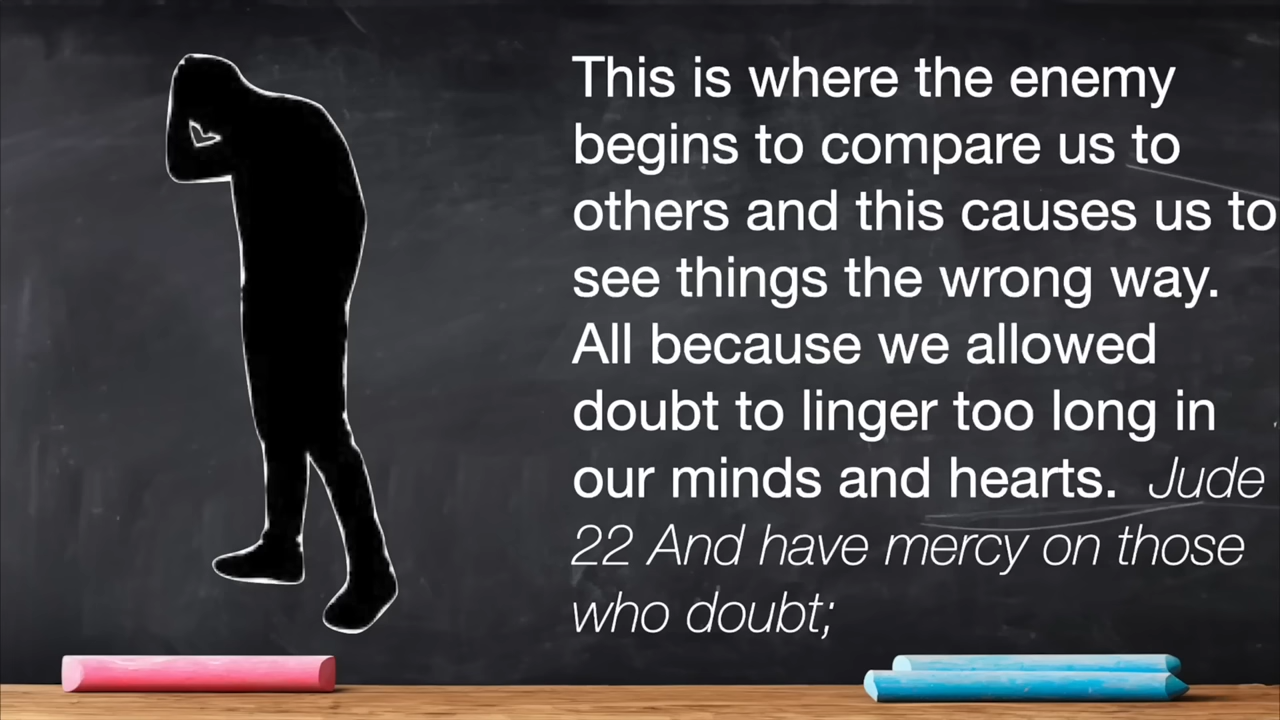 This is where the enemy
begins to compare us to
others and this causes us to
see things the wrong way.
All because we allowed
doubt to linger too long in
our minds and hearts. Jude
22 And have mercy on those
who doubt;